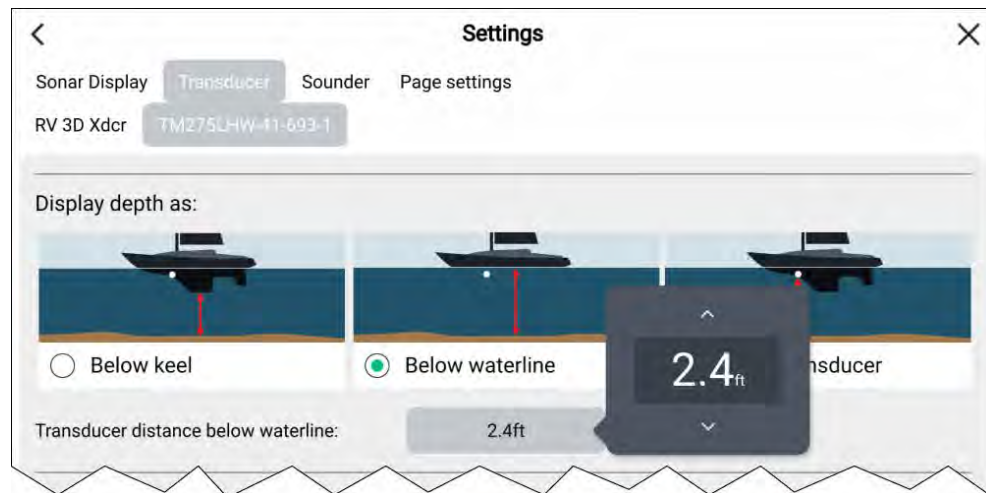 Settings
Sonar Display Transducer Sounder Page settings
RV 3D Xdcr TM275LHW-41-693-1
Display depth as:
Below keel Below waterline nsducer
2.4ft
Transducer distance below waterline: 2.4ft